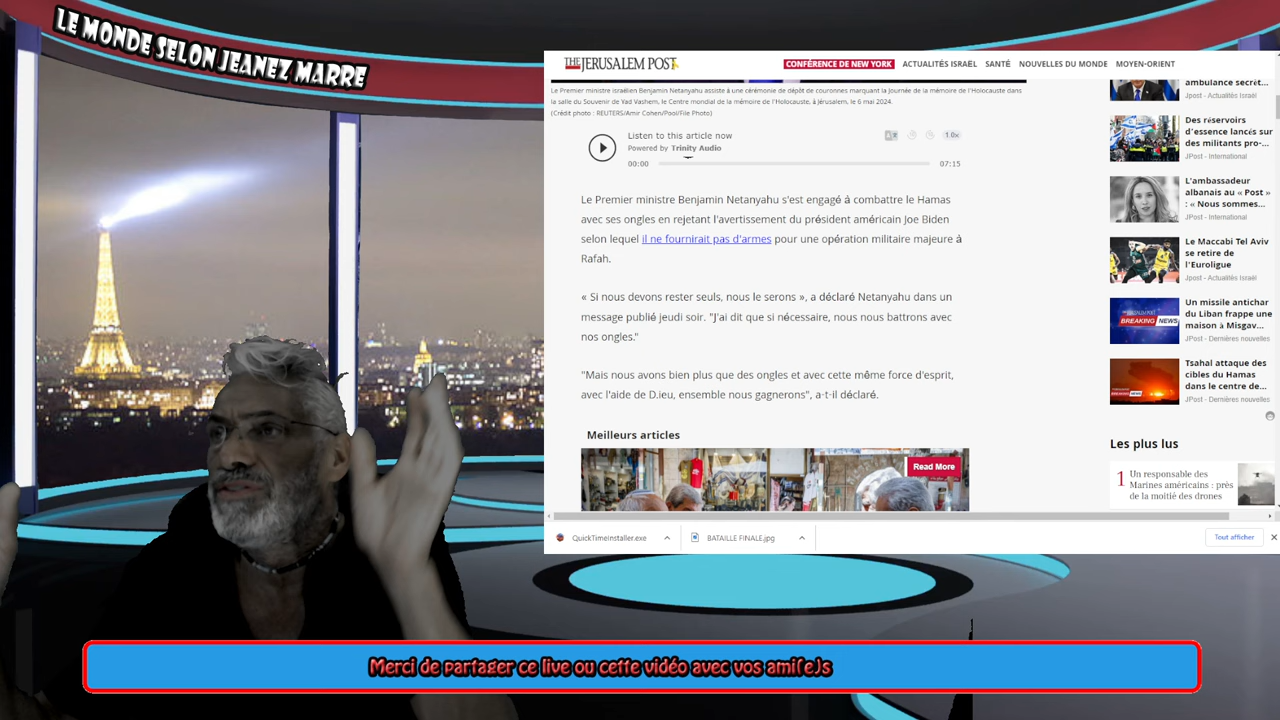 LE MONDE SELON JEANEZ MARRE
THE JERUSALEM POST
CONFÉRENCE DE NEW YORK ACTUALITÉS ISRAËL SANTÉ NOUVELLES DU MONDE MOYEN-ORIENT
Le Premier ministre israélien Benjamin Netanyahu assiste à une cérémonie de dépôt de couronnes marquant la Journée de la mémoire de l'Holocauste dans
la salle du Souvenir de Yad Vashem, le Centre mondial de la mémoire de l'Holocauste, à Jérusalem, le 6 mai 2024.
(Crédit photo : REUTERS/Amir Cohen/Pool/File Photo)
Listen to this article now
Powered by Trinity Audio
1.0x
00:00
07:15
Le Premier ministre Benjamin Netanyahu s'est engagé à combattre le Hamas
avec ses ongles en rejetant l'avertissement du président américain Joe Biden
selon lequel il ne fournirait pas d'armes pour une opération militaire majeure à
Rafah.
« Si nous devons rester seuls, nous le serons », a déclaré Netanyahu dans un
message publié jeudi soir. "J'ai dit que si nécessaire, nous nous battrons avec
nos ongles."
"Mais nous avons bien plus que des ongles et avec cette même force d'esprit,
avec l'aide de D.ieu, ensemble nous gagnerons", a-t-il déclaré.
Meilleurs articles
Read More
ambulance secrèt...
Jpost - Actualités Israël
Des réservoirs
d'essence lancés sur
des militants pro-...
JPost - International
L'ambassadeur
albanais au « Post »
: « Nous sommes...
JPost - International
Le Maccabi Tel Aviv
se retire de
l'Euroligue
Jpost - Actualités Israël
BREAKING NEWS
Un missile antichar
du Liban frappe une
maison à Misgav...
JPost - Dernières nouvelles
Tsahal attaque des
cibles du Hamas
dans le centre de...
JPost - Dernières nouvelles
Les plus lus
1 Un responsable des
Marines américains : près
de la moitié des drones
QuickTimeInstaller.exe
BATAILLE FINALE.jpg
Tout afficher
Merci de partager ce live ou cette vidéo avec vos ami(e)s